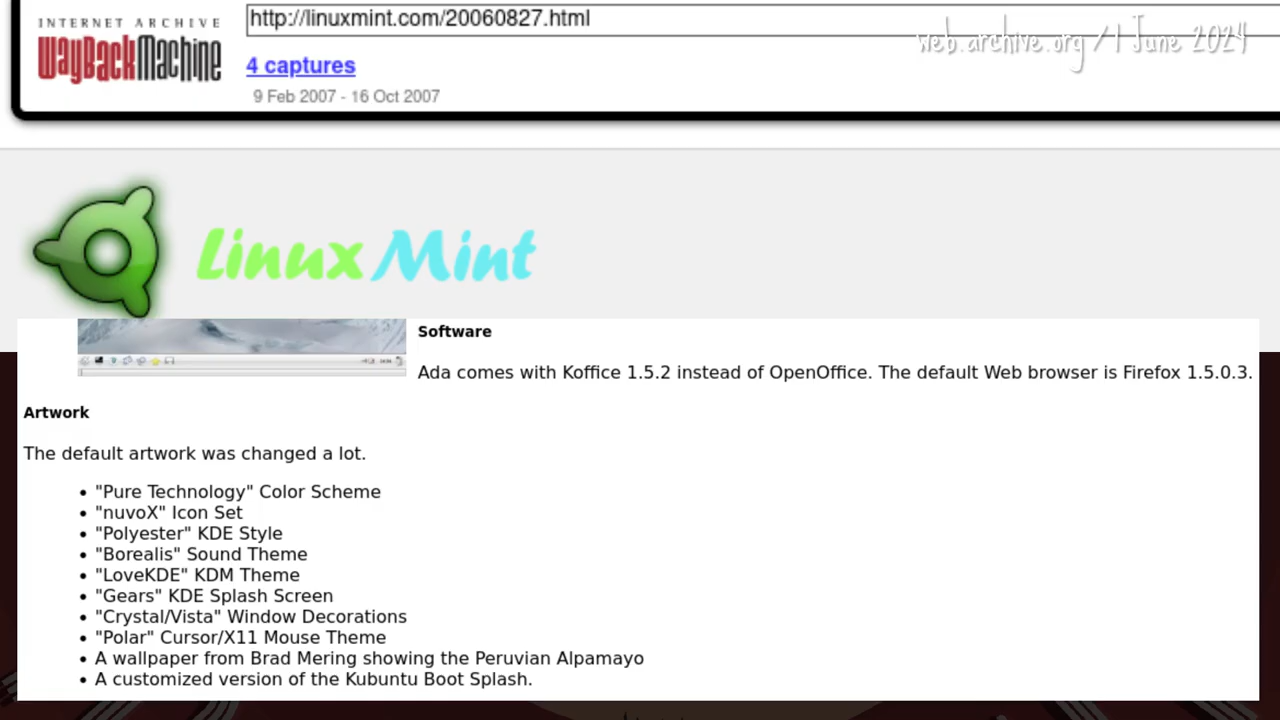 INTERNET ARCHIVE
WayBackMachine
http://linuxmint.com/20060827.html
4 captures
9 Feb 2007 - 16 Oct 2007
web.archive.org / 1 June 2024
Linux Mint
Software
Ada comes with Koffice 1.5.2 instead of OpenOffice. The default Web browser is Firefox 1.5.0.3.
Artwork
The default artwork was changed a lot.
• "Pure Technology" Color Scheme
• "nuvoX" Icon Set
• "Polyester" KDE Style
• "Borealis" Sound Theme
• "LoveKDE" KDM Theme
• "Gears" KDE Splash Screen
• "Crystal/Vista" Window Decorations
• "Polar" Cursor/X11 Mouse Theme
• A wallpaper from Brad Mering showing the Peruvian Alpamayo
• A customized version of the Kubuntu Boot Splash.